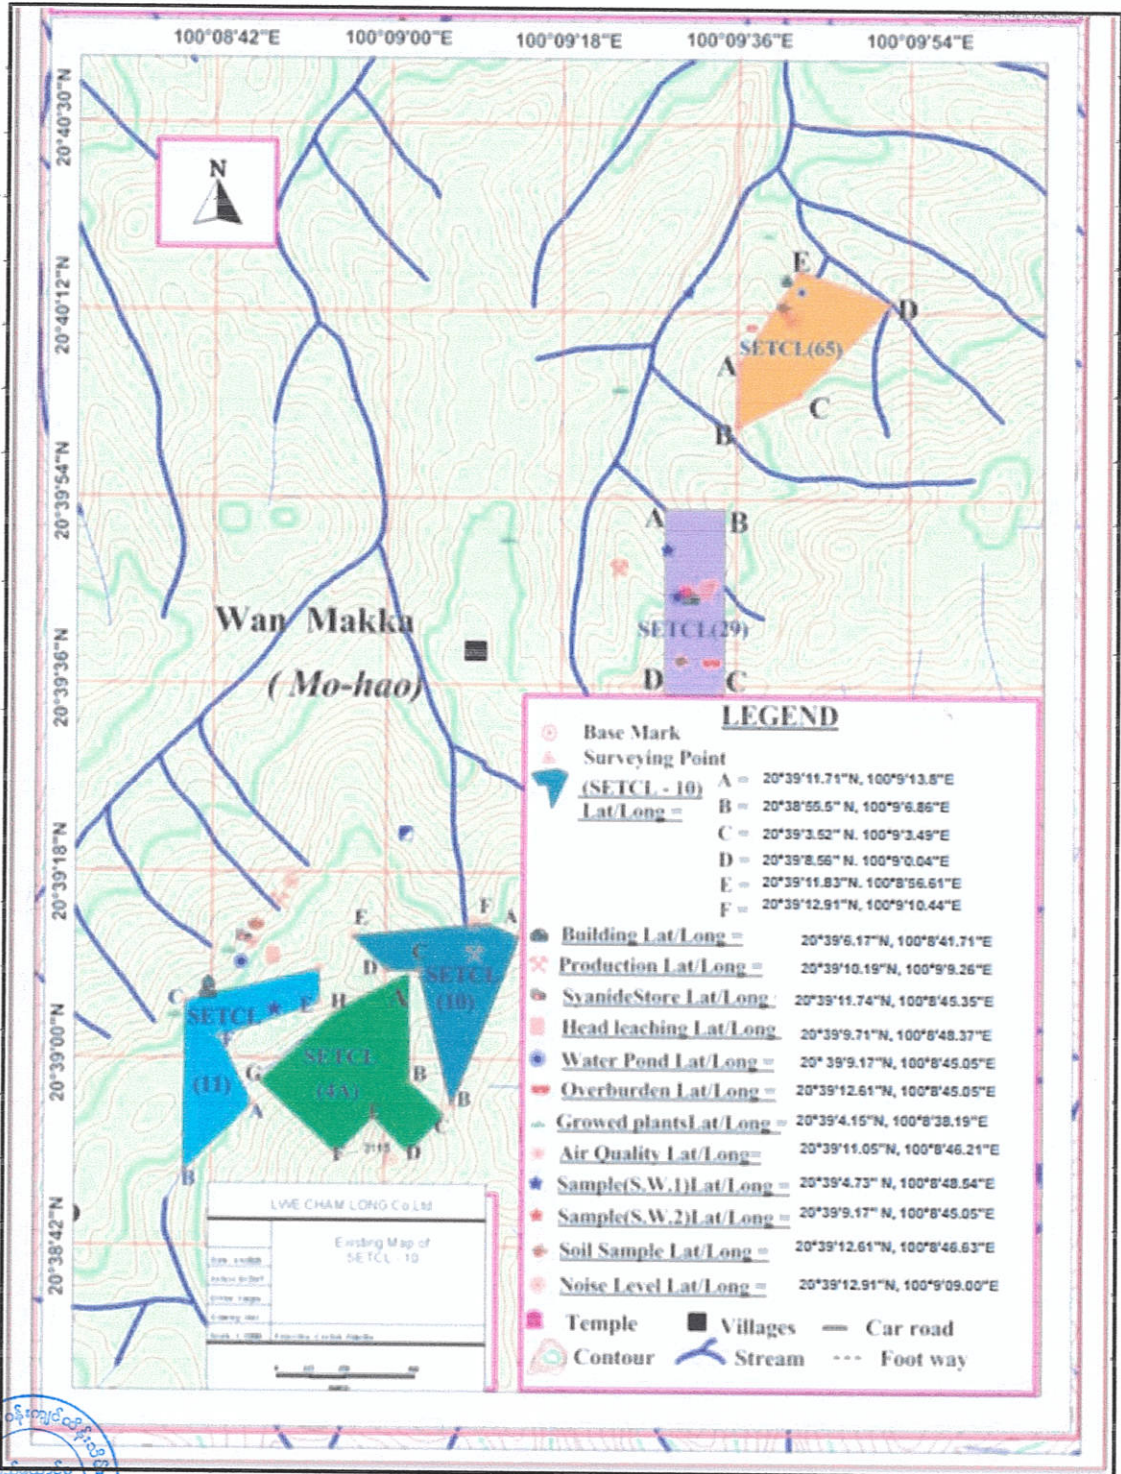 100°08'42"E 100°09'00"E 100°09'18"E 100°09'36"E 100°09'54"E
20°40'30"N
20°40'12"N
20°39'54"N
20°39'36"N
20°39'18"N
20°39'00"N
20°38'42"N
N
E
D
SETCL(65)
A
C
B
A B
SETCL(29)
D C
Wan Makka
( Mo-hao)
E F A
D C
SETCL
(10)
B
C E
SETCL
(11)
A
B
H A
SETCL
(4A)
G B
E C
F 3115 D
LWE CHAM LONG Co.Ltd
Existing Map of
SETCL - 10
LEGEND
Base Mark
Surveying Point
(SETCL - 10)
Lat/Long =
A = 20°39'11.71"N, 100°9'13.8"E
B = 20°38'55.5" N, 100°9'6.86"E
C = 20°39'3.52" N. 100°9'3.49"E
D = 20°39'8.56" N. 100°9'0.04"E
E = 20°39'11.83"N. 100°8'56.61"E
F = 20°39'12.91"N, 100°9'10.44"E
Building Lat/Long = 20°39'6.17"N, 100°8'41.71"E
Production Lat/Long = 20°39'10.19"N, 100°9'9.26"E
SyanideStore Lat/Long 20°39'11.74"N, 100°8'45.35"E
Head leaching Lat/Long 20°39'9.71"N, 100°8'48.37"E
Water Pond Lat/Long = 20° 39'9.17"N, 100°8'45.05"E
Overburden Lat/Long = 20°39'12.61"N, 100°8'45.05"E
Growed plantsLat/Long = 20°39'4.15"N, 100°8'38.19"E
Air Quality Lat/Long= 20°39'11.05"N, 100°8'46.21"E
Sample(S.W.1)Lat/Long = 20°39'4.73" N, 100°8'48.54"E
Sample(S.W.2)Lat/Long = 20°39'9.17" N, 100°8'45.05"E
Soil Sample Lat/Long = 20°39'12.61" N, 100°8'46.63"E
Noise Level Lat/Long = 20°39'12.91"N, 100°9'09.00"E
Temple Villages Car road
Contour Stream Foot way